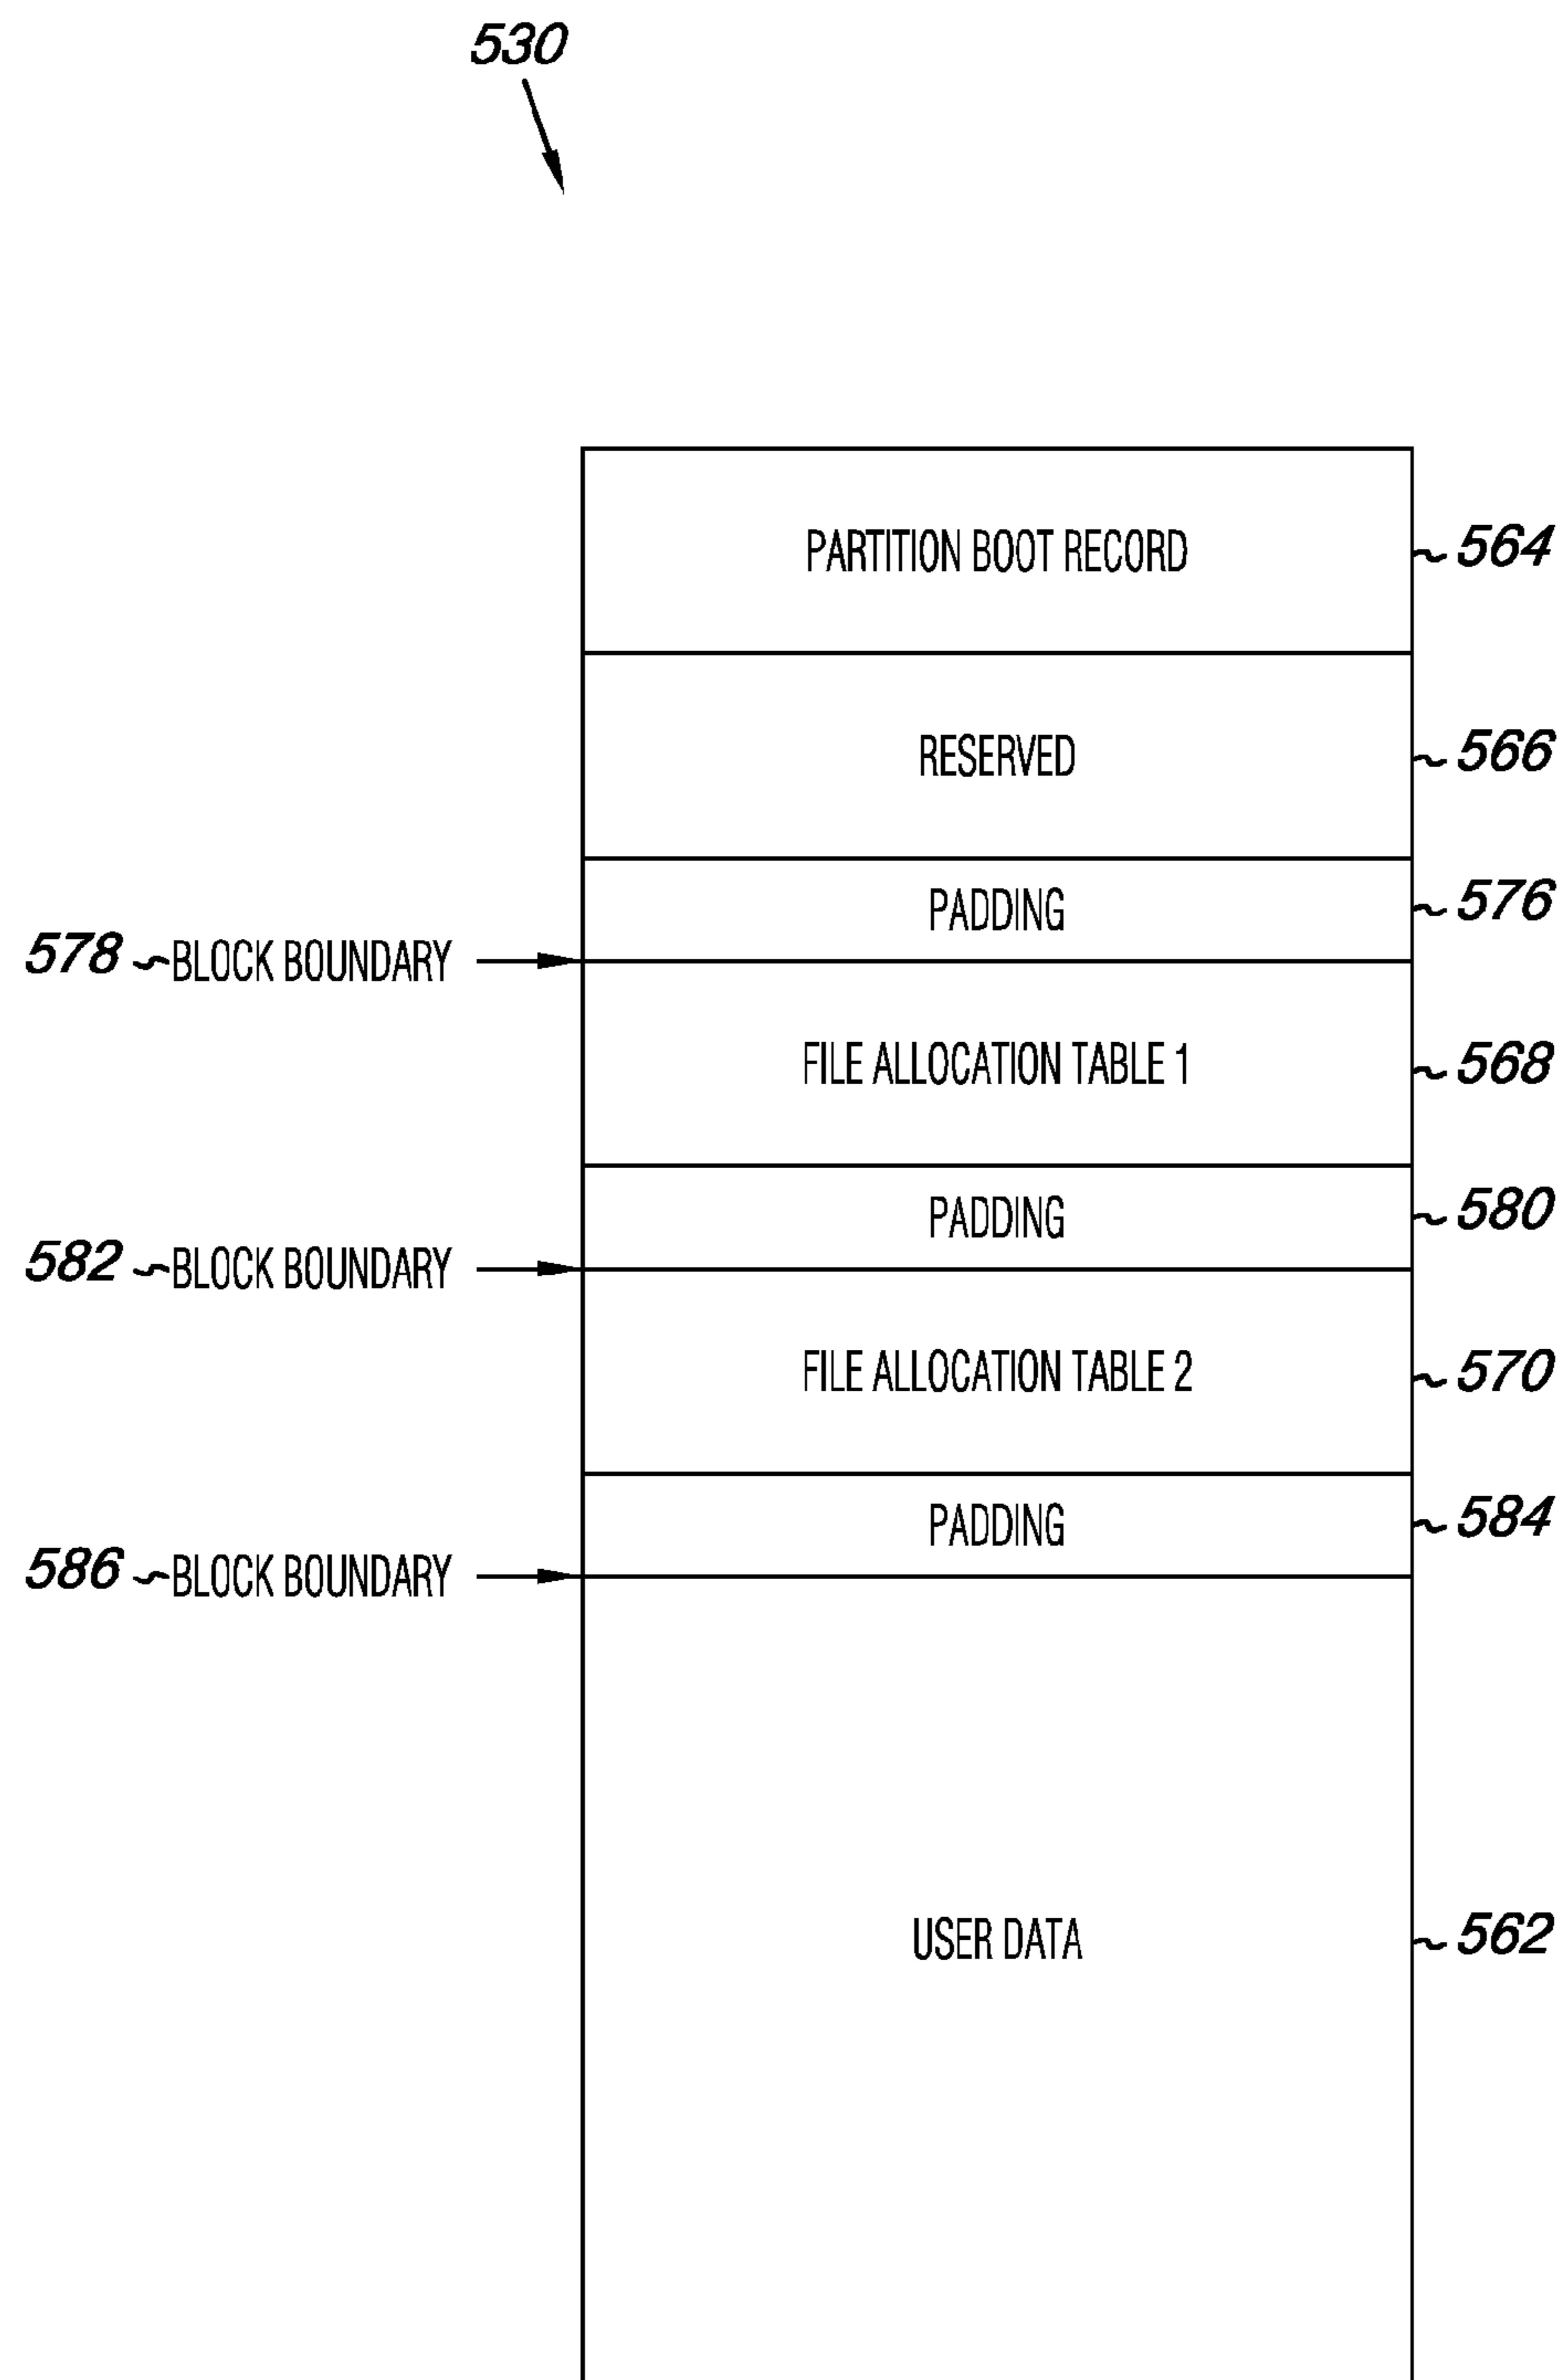 530
PARTITION BOOT RECORD 564
RESERVED 566
PADDING 576
578 BLOCK BOUNDARY
FILE ALLOCATION TABLE 1 568
PADDING 580
582 BLOCK BOUNDARY
FILE ALLOCATION TABLE 2 570
PADDING 584
586 BLOCK BOUNDARY
USER DATA 562